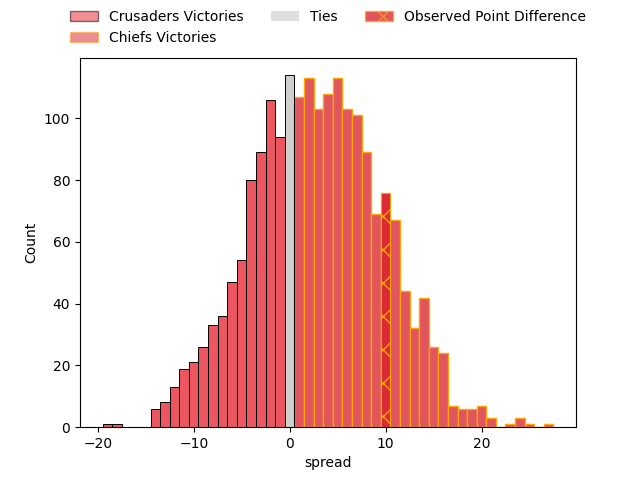 Crusaders Victories
Chiefs Victories
Ties
Observed Point Difference
Count
100
80
60
40
20
0
−20
−10
0
10
20
spread